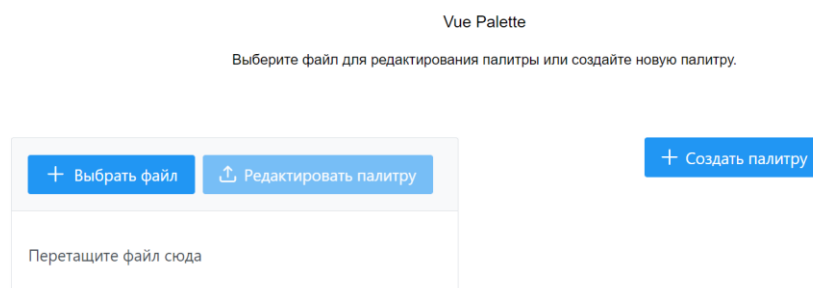 Vue Palette
Выберите файл для редактирования палитры или создайте новую палитру.
Выбрать файл
Редактировать палитру
Создать палитру
Перетащите файл сюда